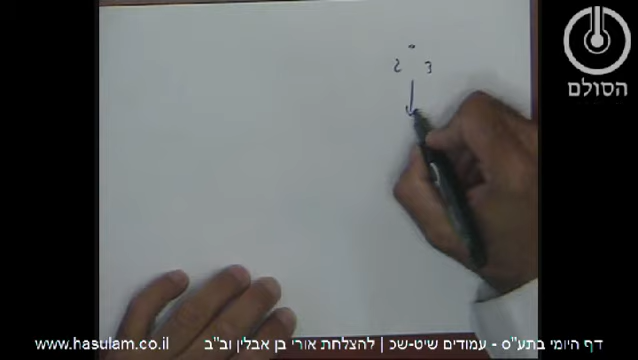 הסולם
דף היומי בתע"ס - עמודים שיט-שכ | להצלחת אורי בן אבלין וב"ב www.hasulam.co.il